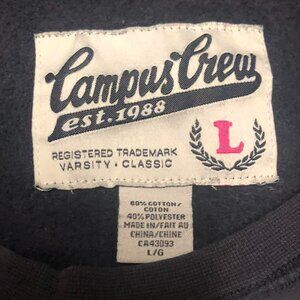 Campus Crew
est. 1988
REGISTERED TRADEMARK
VARSITY · CLASSIC
L
60% COTTON/
COTON
40% POLYESTER
MADE IN/FAIT AU
CHINA/CHINE
CA43093
L/G